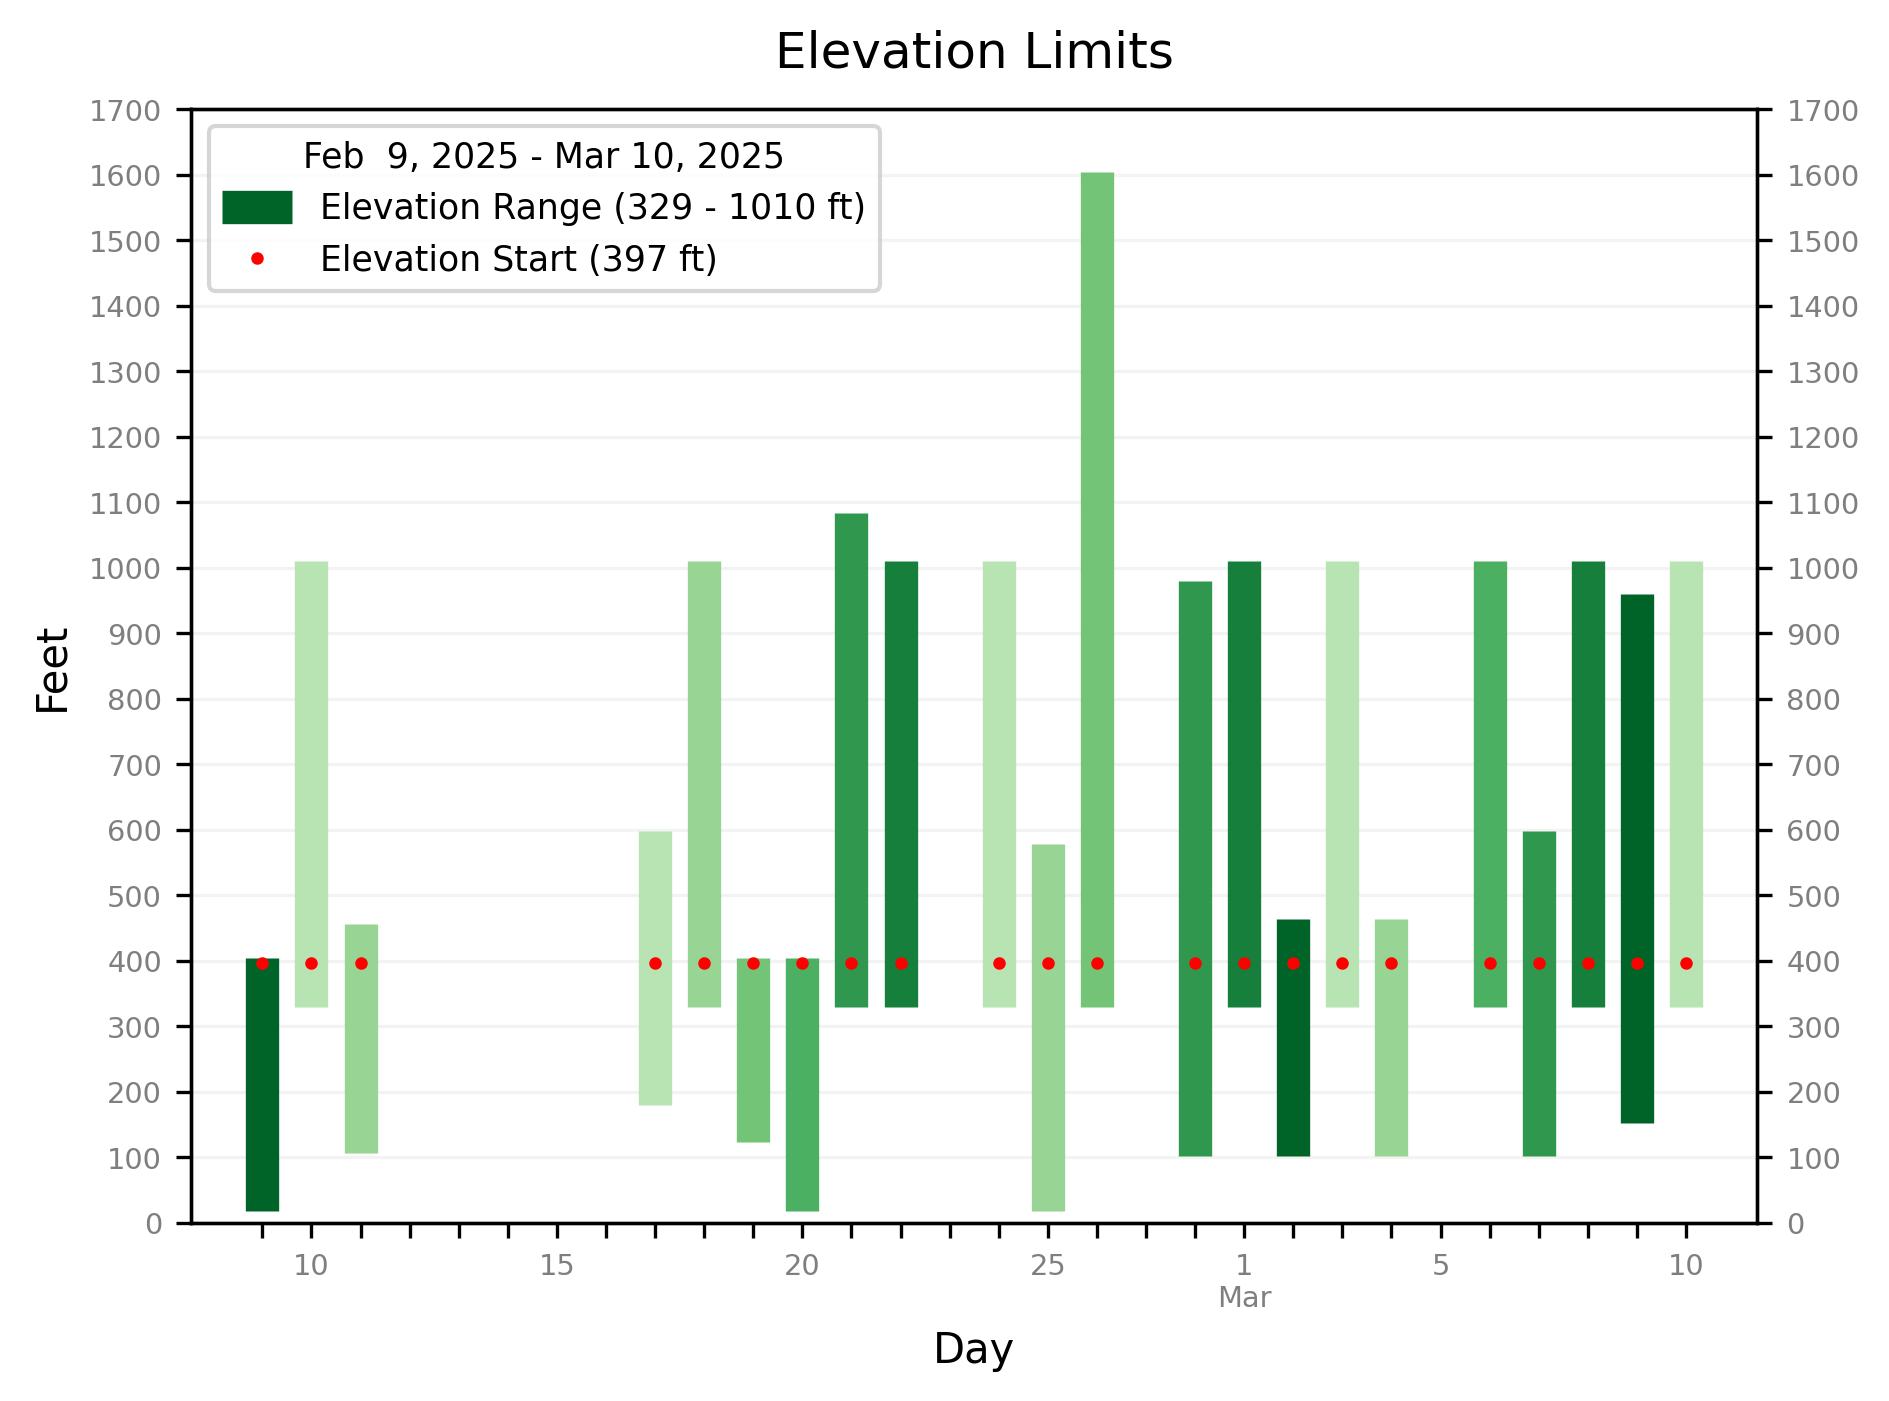 Elevation Limits
Feb  9, 2025 - Mar 10, 2025
Elevation Range (329 - 1010 ft)
Elevation Start (397 ft)
1700 1700
1600 1600
1500 1500
1400 1400
1300 1300
1200 1200
1100 1100
1000 1000
900 900
800 800
700 700
600 600
500 500
400 400
300 300
200 200
100 100
0 0
Feet
10 15 20 25 1 5 10
Mar
Day